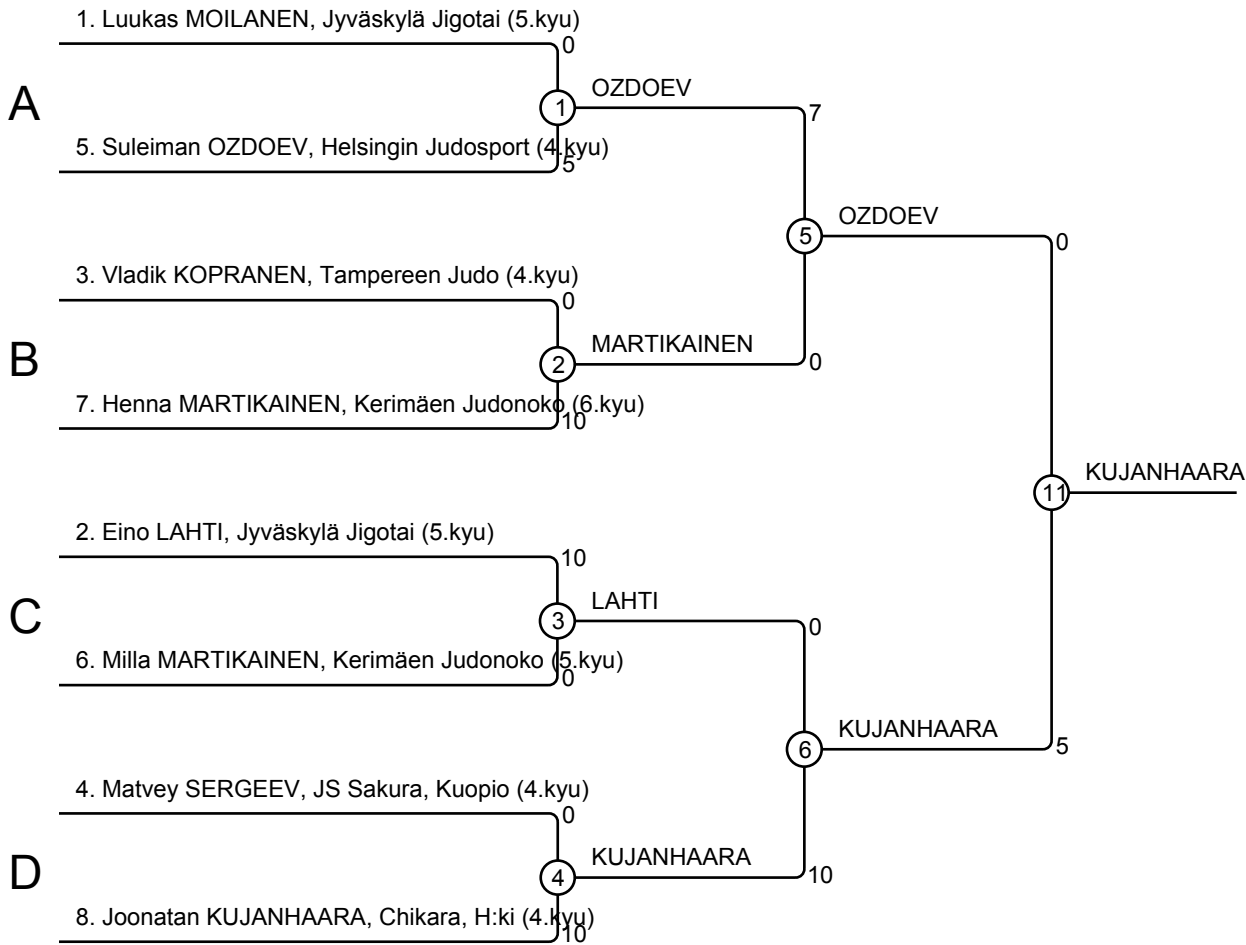 1. Luukas MOILANEN, Jyväskylä Jigotai (5.kyu)
0
A
1
OZDOEV
7
5. Suleiman OZDOEV, Helsingin Judosport (4.kyu)
5
5
OZDOEV
0
3. Vladik KOPRANEN, Tampereen Judo (4.kyu)
0
B
2
MARTIKAINEN
0
7. Henna MARTIKAINEN, Kerimäen Judonoko (6.kyu)
10
11
KUJANHAARA
2. Eino LAHTI, Jyväskylä Jigotai (5.kyu)
10
C
3
LAHTI
0
6. Milla MARTIKAINEN, Kerimäen Judonoko (5.kyu)
0
6
KUJANHAARA
5
4. Matvey SERGEEV, JS Sakura, Kuopio (4.kyu)
0
D
4
KUJANHAARA
10
8. Joonatan KUJANHAARA, Chikara, H:ki (4.kyu)
10